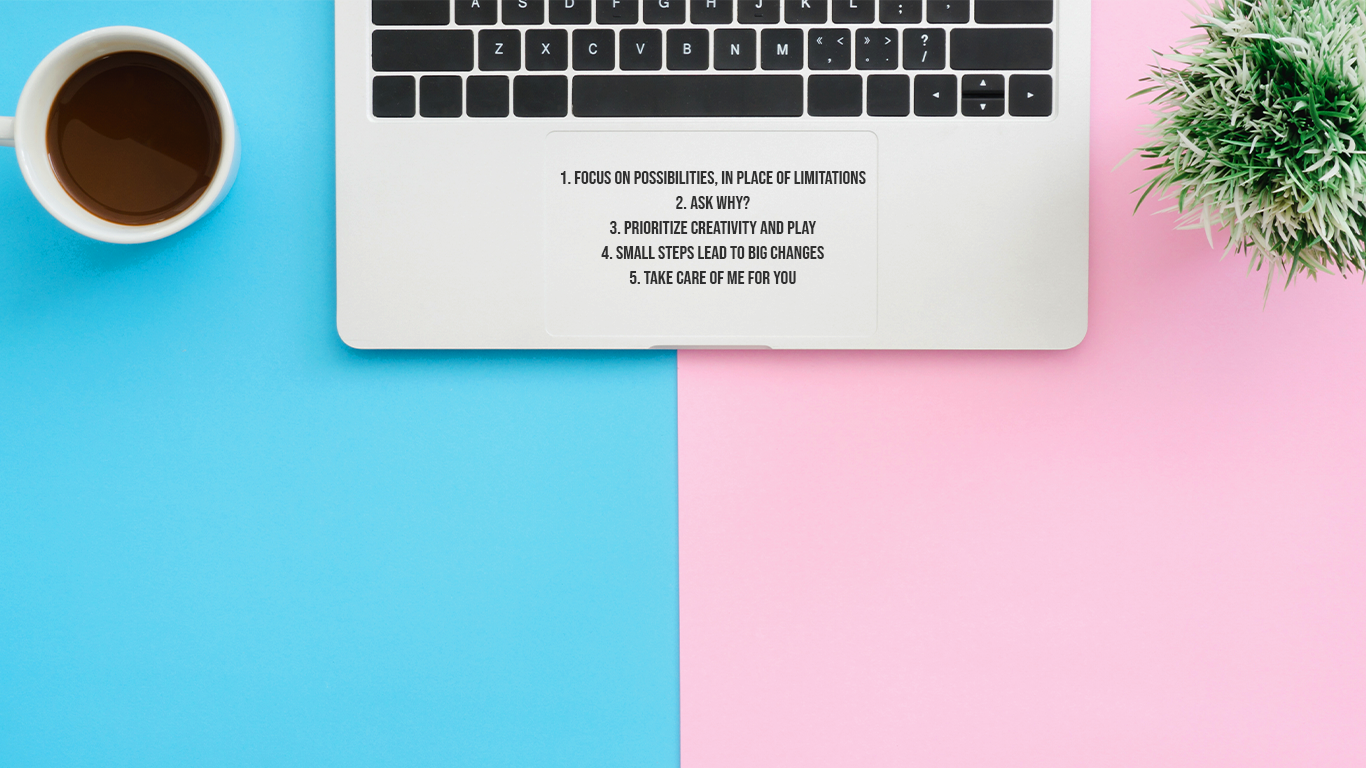 A S D F G H J K L ; ,
Z X C V B N M « < , » > . ? /
1. FOCUS ON POSSIBILITIES, IN PLACE OF LIMITATIONS
2. ASK WHY?
3. PRIORITIZE CREATIVITY AND PLAY
4. SMALL STEPS LEAD TO BIG CHANGES
5. TAKE CARE OF ME FOR YOU